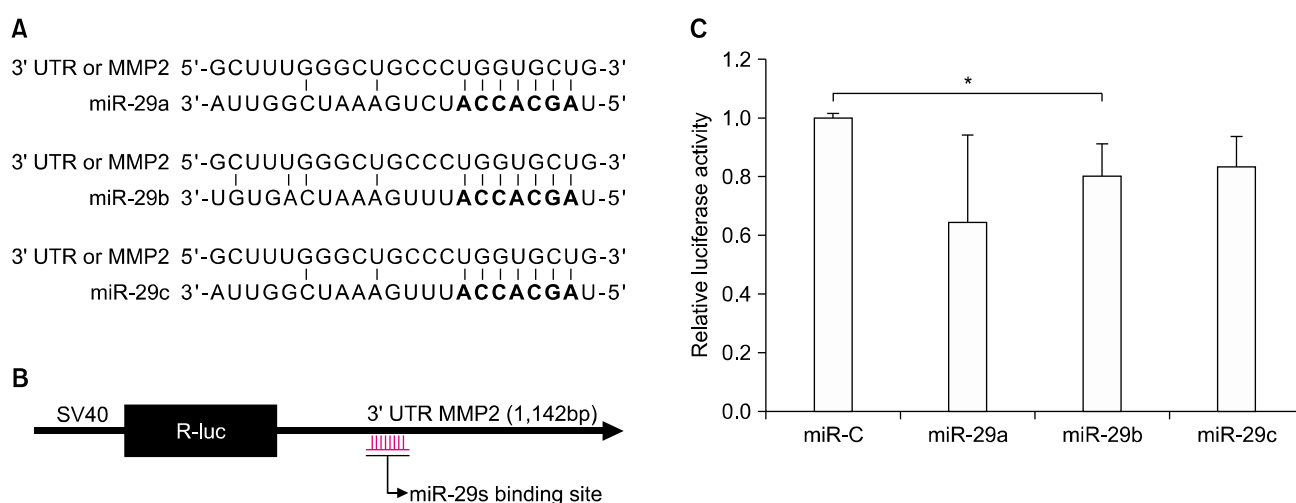 A
3' UTR or MMP2 5'-GCUUUGGGCUGCCCUGGUGCUG-3'
miR-29a 3'-AUUGGCUAAAGUCUACCACGAU-5'
3' UTR or MMP2 5'-GCUUUGGGCUGCCCUGGUGCUG-3'
miR-29b 3'-UGUGACUAAAGUUUACCACGAU-5'
3' UTR or MMP2 5'-GCUUUGGGCUGCCCUGGUGCUG-3'
miR-29c 3'-AUUGGCUAAAGUUUACCACGAU-5'
B
SV40
R-luc
3' UTR MMP2 (1,142bp)
miR-29s binding site
C
Relative luciferase activity
1.2
1.0
0.8
0.6
0.4
0.2
0.0
*
miR-C miR-29a miR-29b miR-29c